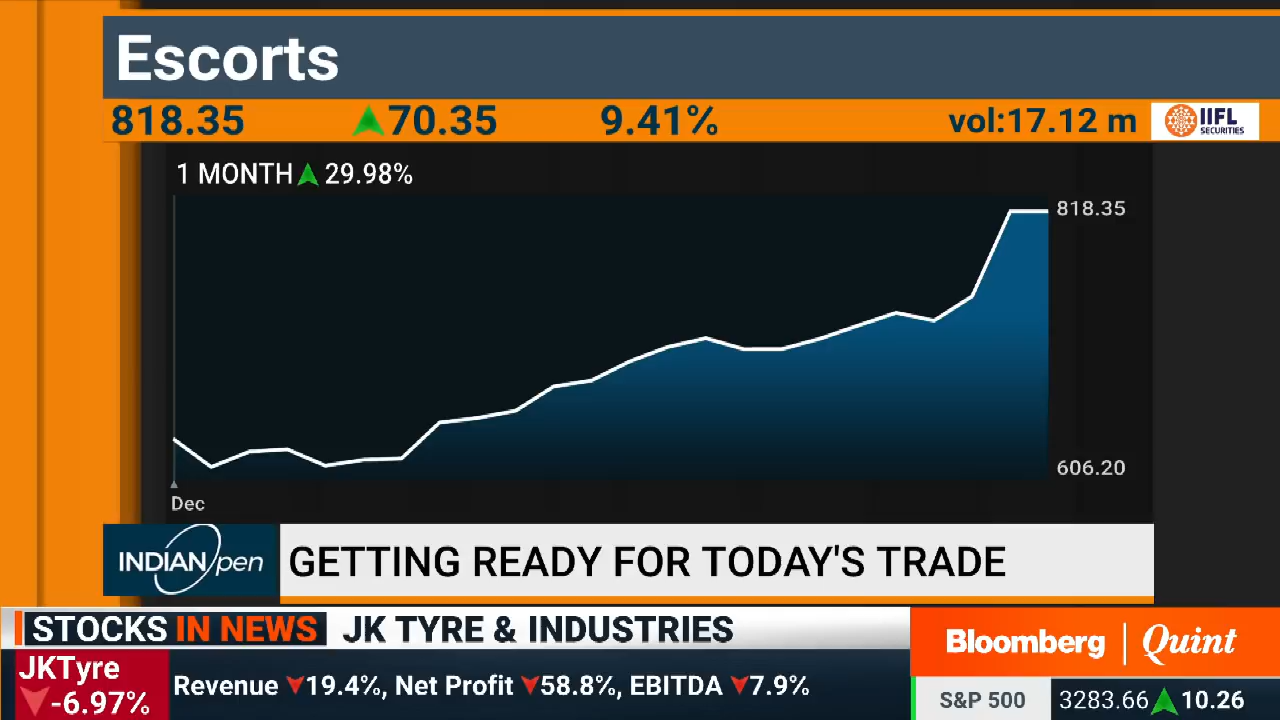 Escorts
818.35 ▲70.35 9.41% vol:17.12 m IIFL SECURITIES
1 MONTH▲29.98%
818.35
606.20
Dec
INDIAN Open GETTING READY FOR TODAY'S TRADE
STOCKS IN NEWS JK TYRE & INDUSTRIES
Bloomberg | Quint
JKTyre
▼-6.97%
Revenue ▼19.4%, Net Profit ▼58.8%, EBITDA ▼7.9%
S&P 500 3283.66▲10.26